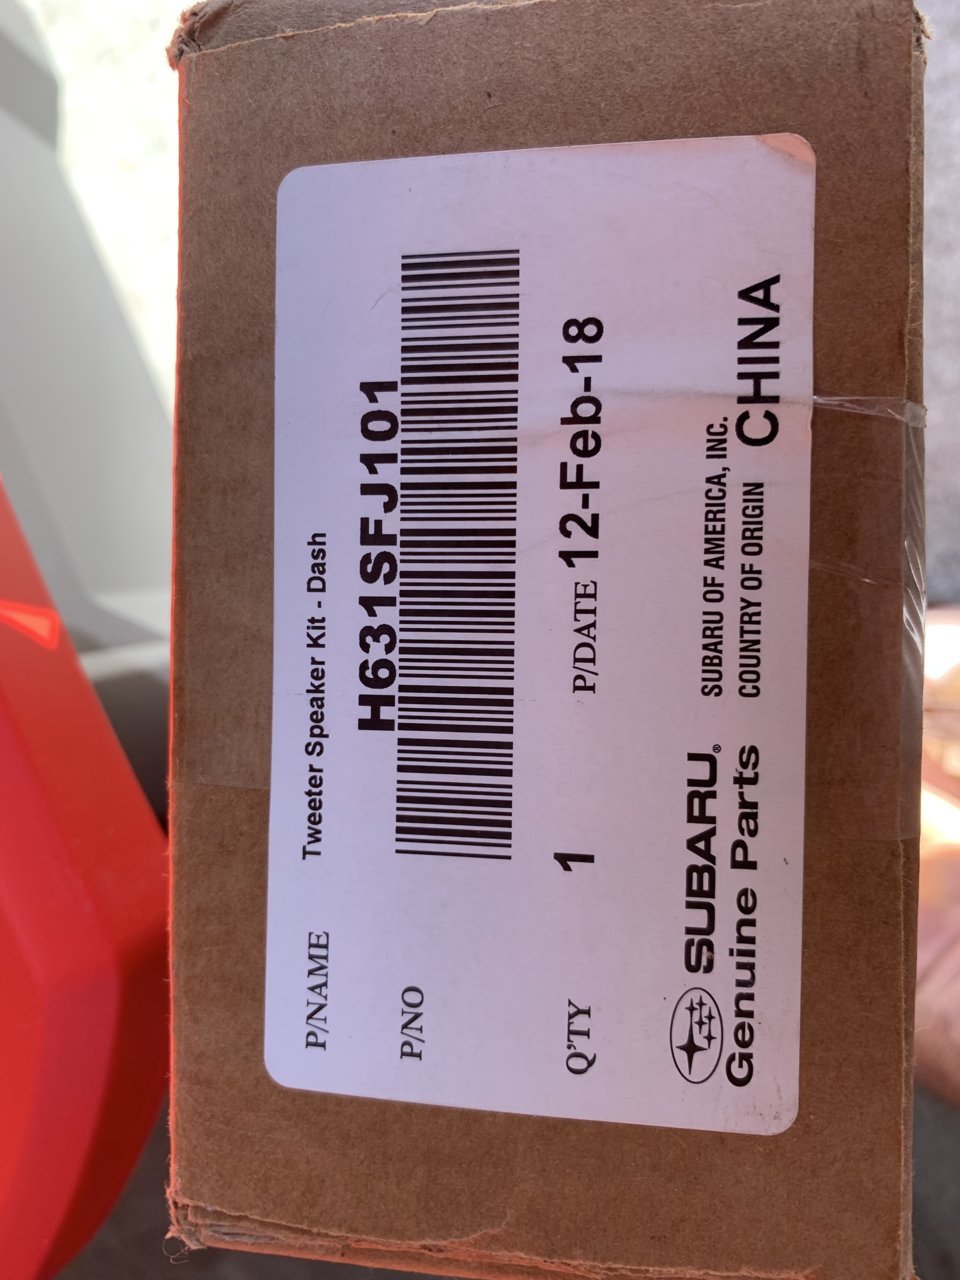 P/NAME Tweeter Speaker Kit - Dash
P/NO H631SFJ101
Q'TY 1 P/DATE 12-Feb-18
SUBARU® SUBARU OF AMERICA, INC.
Genuine Parts COUNTRY OF ORIGIN CHINA